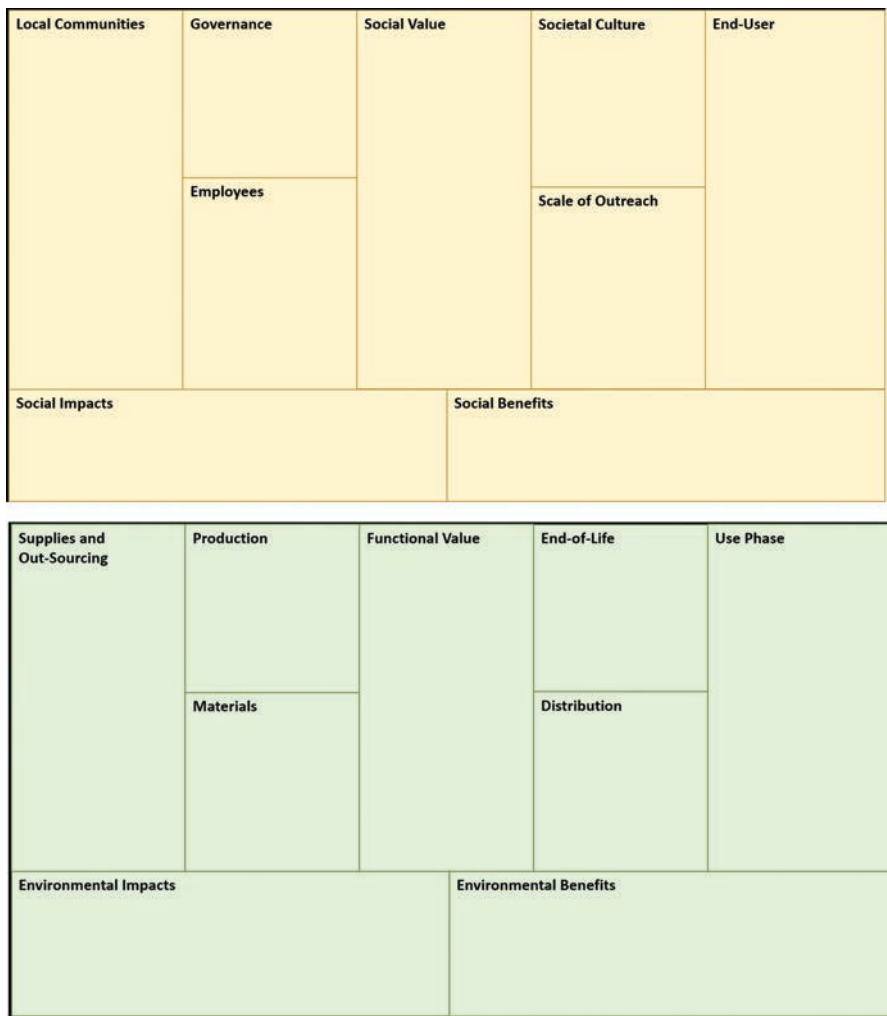 Local Communities
Governance
Social Value
Societal Culture
End-User
Employees
Scale of Outreach
Social Impacts
Social Benefits
Supplies and
Out-Sourcing
Production
Functional Value
End-of-Life
Use Phase
Materials
Distribution
Environmental Impacts
Environmental Benefits